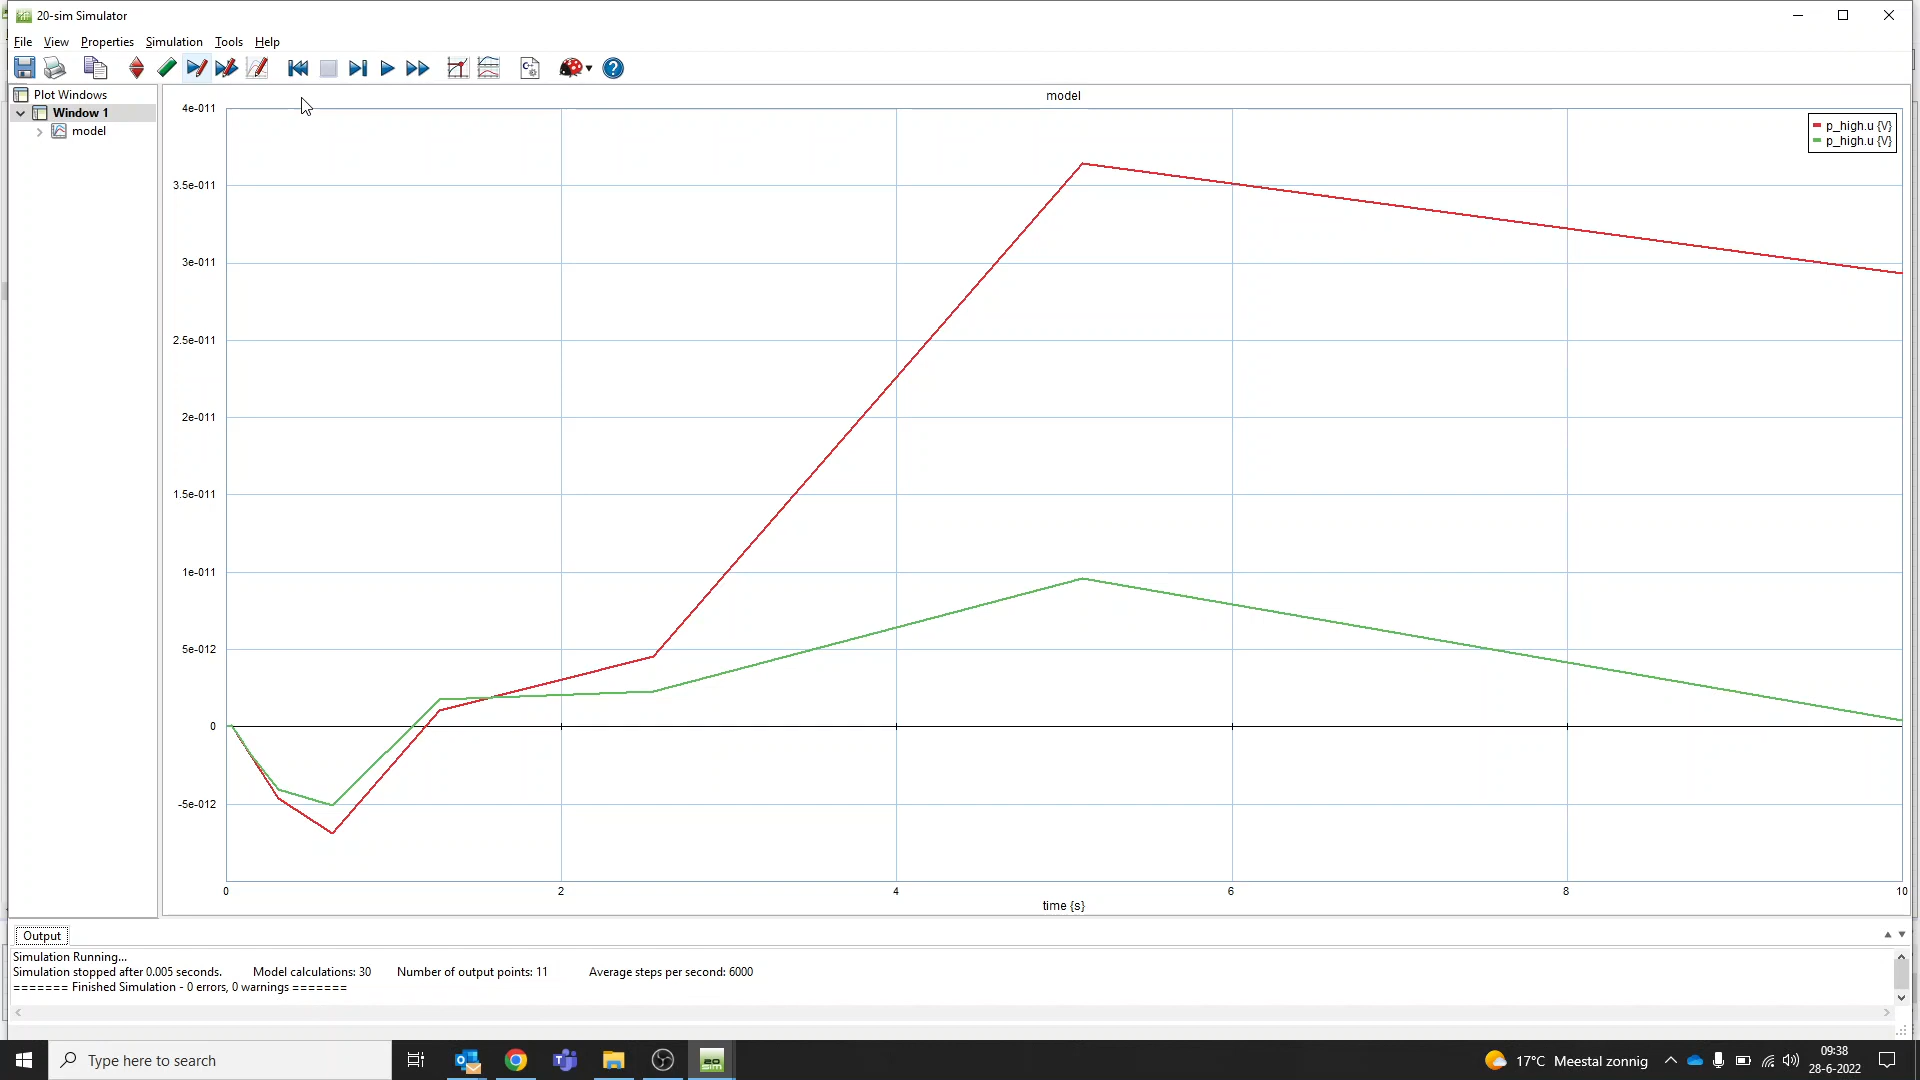 20-sim Simulator
File View Properties Simulation Tools Help
Plot Windows
Window 1
model
model
p_high.u {V}
p_high.u {V}
4e-011
3.5e-011
3e-011
2.5e-011
2e-011
1.5e-011
1e-011
5e-012
0
-5e-012
0 2 4 6 8 10
time {s}
Output
Simulation Running...
Simulation stopped after 0.005 seconds. Model calculations: 30 Number of output points: 11 Average steps per second: 6000
======= Finished Simulation - 0 errors, 0 warnings =======
Type here to search
20
sim
17°C Meestal zonnig
09:38
28-6-2022